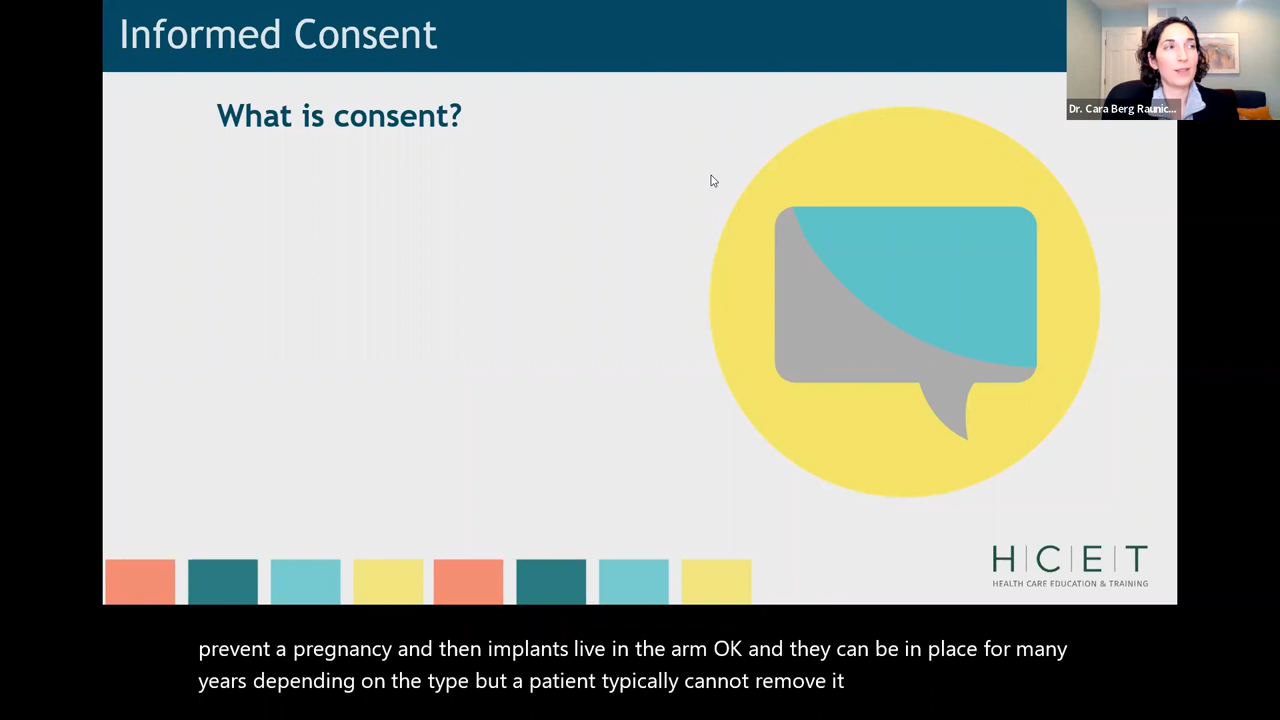 Informed Consent
Dr. Cara Berg Raunic...
What is consent?
H|C|E|T
HEALTH CARE EDUCATION & TRAINING
prevent a pregnancy and then implants live in the arm OK and they can be in place for many
years depending on the type but a patient typically cannot remove it